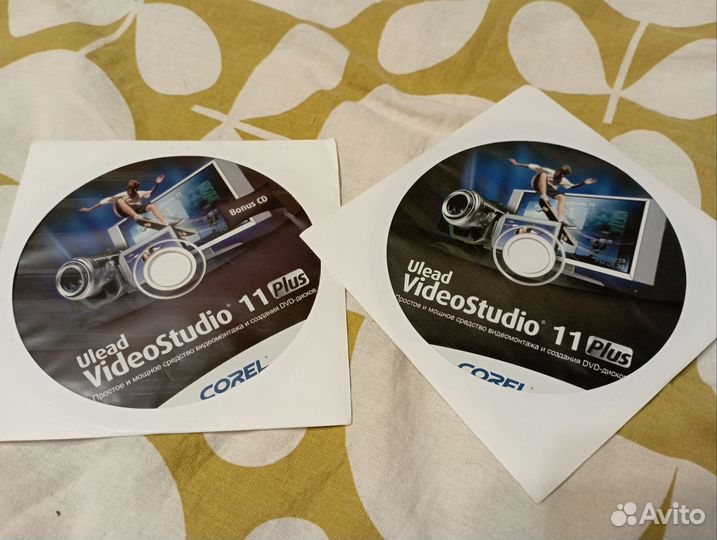 Bonus CD
Ulead
VideoStudio® 11 Plus
Простое и мощное средство видеомонтажа и создания DVD-дисков
COREL
Ulead
VideoStudio® 11 Plus
Простое и мощное средство видеомонтажа и создания DVD-дисков
COREL
Avito